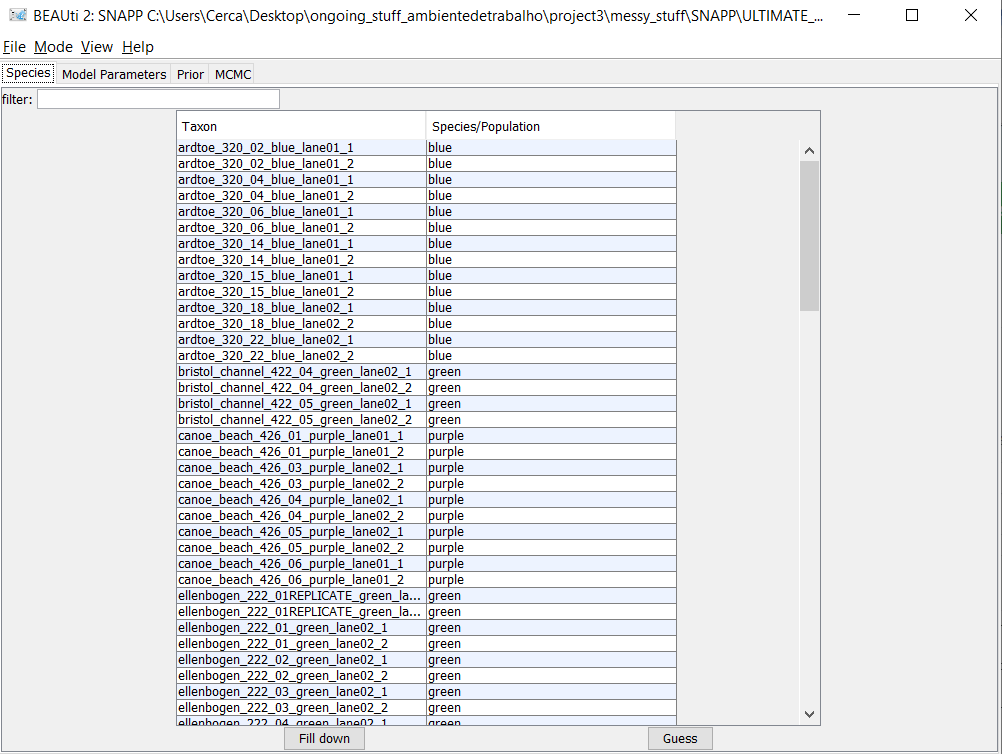 BEAUti 2: SNAPP C:\Users\Cerca\Desktop\ongoing_stuff_ambientedetrabalho\project3\messy_stuff\SNAPP\ULTIMATE_...
File Mode View Help
Species Model Parameters Prior MCMC
filter:
Taxon Species/Population
ardtoe_320_02_blue_lane01_1 blue
ardtoe_320_02_blue_lane01_2 blue
ardtoe_320_04_blue_lane01_1 blue
ardtoe_320_04_blue_lane01_2 blue
ardtoe_320_06_blue_lane01_1 blue
ardtoe_320_06_blue_lane01_2 blue
ardtoe_320_14_blue_lane01_1 blue
ardtoe_320_14_blue_lane01_2 blue
ardtoe_320_15_blue_lane01_1 blue
ardtoe_320_15_blue_lane01_2 blue
ardtoe_320_18_blue_lane02_1 blue
ardtoe_320_18_blue_lane02_2 blue
ardtoe_320_22_blue_lane02_1 blue
ardtoe_320_22_blue_lane02_2 blue
bristol_channel_422_04_green_lane02_1 green
bristol_channel_422_04_green_lane02_2 green
bristol_channel_422_05_green_lane02_1 green
bristol_channel_422_05_green_lane02_2 green
canoe_beach_426_01_purple_lane01_1 purple
canoe_beach_426_01_purple_lane01_2 purple
canoe_beach_426_03_purple_lane02_1 purple
canoe_beach_426_03_purple_lane02_2 purple
canoe_beach_426_04_purple_lane02_1 purple
canoe_beach_426_04_purple_lane02_2 purple
canoe_beach_426_05_purple_lane02_1 purple
canoe_beach_426_05_purple_lane02_2 purple
canoe_beach_426_06_purple_lane01_1 purple
canoe_beach_426_06_purple_lane01_2 purple
ellenbogen_222_01REPLICATE_green_la... green
ellenbogen_222_01REPLICATE_green_la... green
ellenbogen_222_01_green_lane02_1 green
ellenbogen_222_01_green_lane02_2 green
ellenbogen_222_02_green_lane02_1 green
ellenbogen_222_02_green_lane02_2 green
ellenbogen_222_03_green_lane02_1 green
ellenbogen_222_03_green_lane02_2 green
ellenbogen_222_04_green_lane02_1 green
Fill down Guess